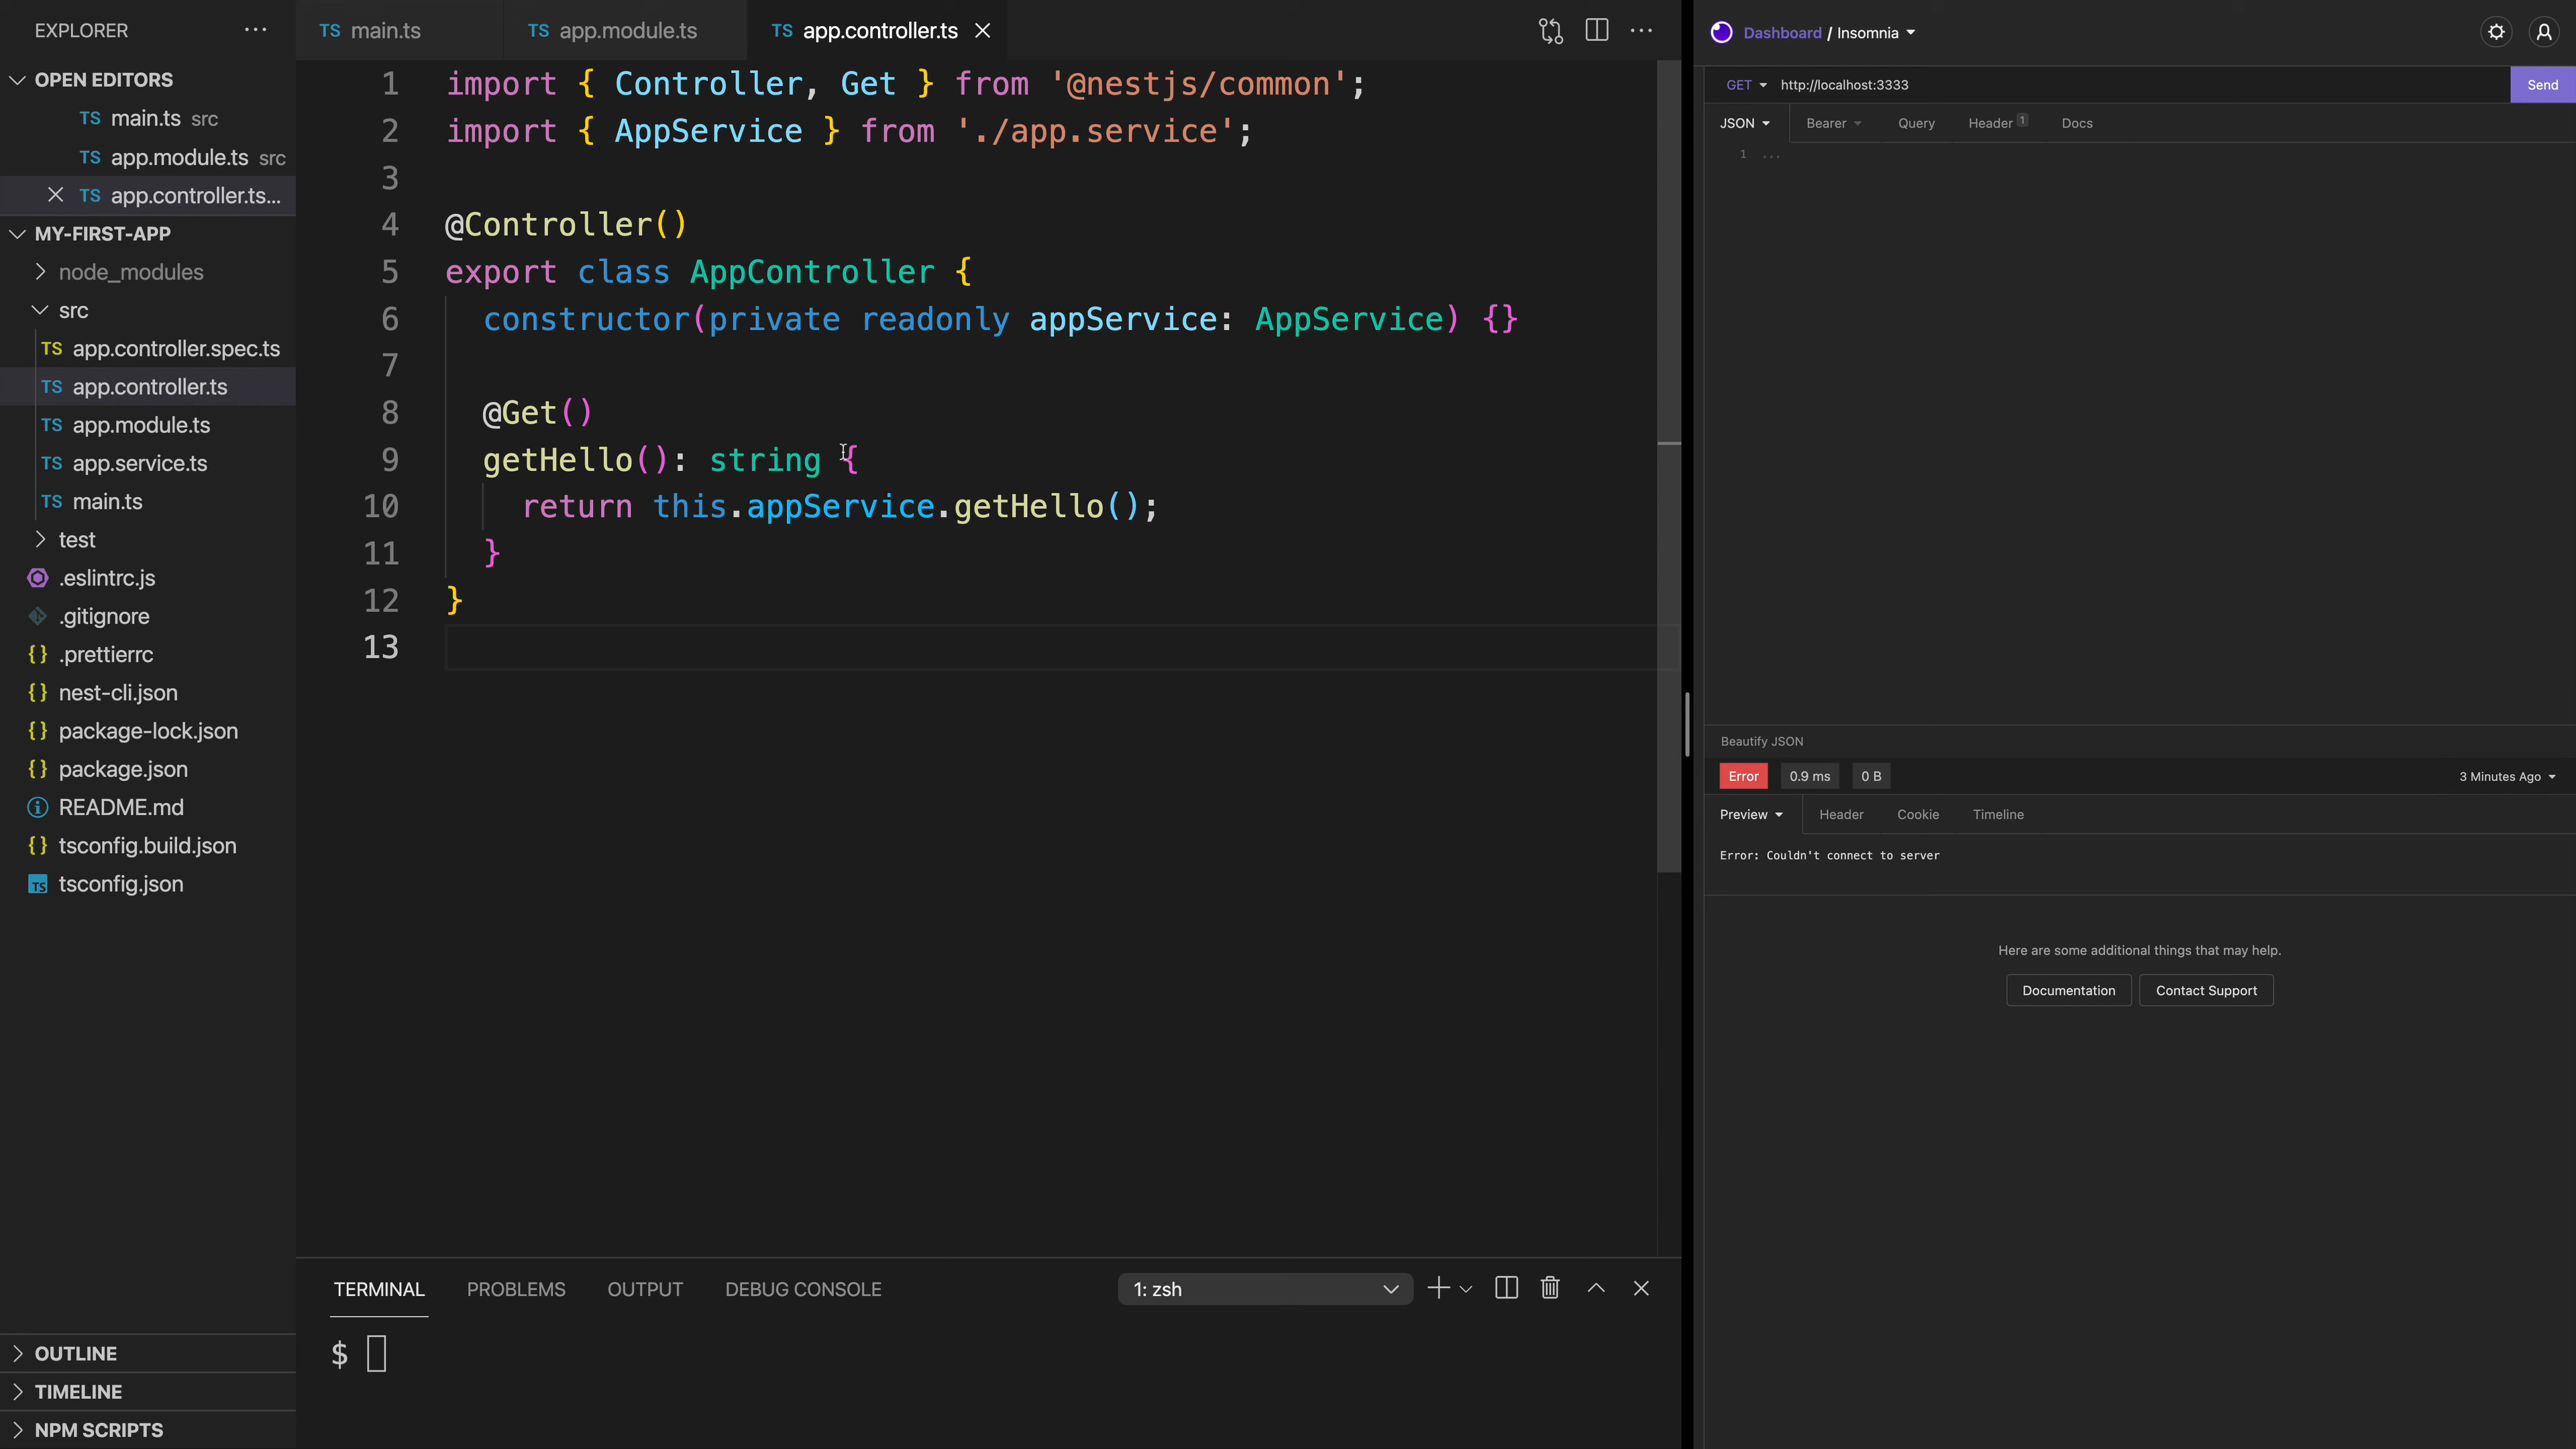 EXPLORER
OPEN EDITORS
TS main.ts src
TS app.module.ts src
TS app.controller.ts...
MY-FIRST-APP
node_modules
src
TS app.controller.spec.ts
TS app.controller.ts
TS app.module.ts
TS app.service.ts
TS main.ts
test
.eslintrc.js
.gitignore
{} .prettierrc
{} nest-cli.json
{} package-lock.json
{} package.json
README.md
{} tsconfig.build.json
TS tsconfig.json
OUTLINE
TIMELINE
NPM SCRIPTS
TS main.ts TS app.module.ts TS app.controller.ts
1 import { Controller, Get } from '@nestjs/common';
2 import { AppService } from './app.service';
3
4 @Controller()
5 export class AppController {
6 constructor(private readonly appService: AppService) {}
7
8 @Get()
9 getHello(): string {
10 return this.appService.getHello();
11 }
12 }
13
TERMINAL PROBLEMS OUTPUT DEBUG CONSOLE 1: zsh
$
Dashboard / Insomnia
GET http://localhost:3333 Send
JSON Bearer Query Header 1 Docs
1 ...
Beautify JSON
Error 0.9 ms 0 B 3 Minutes Ago
Preview Header Cookie Timeline
Error: Couldn't connect to server
Here are some additional things that may help.
Documentation Contact Support